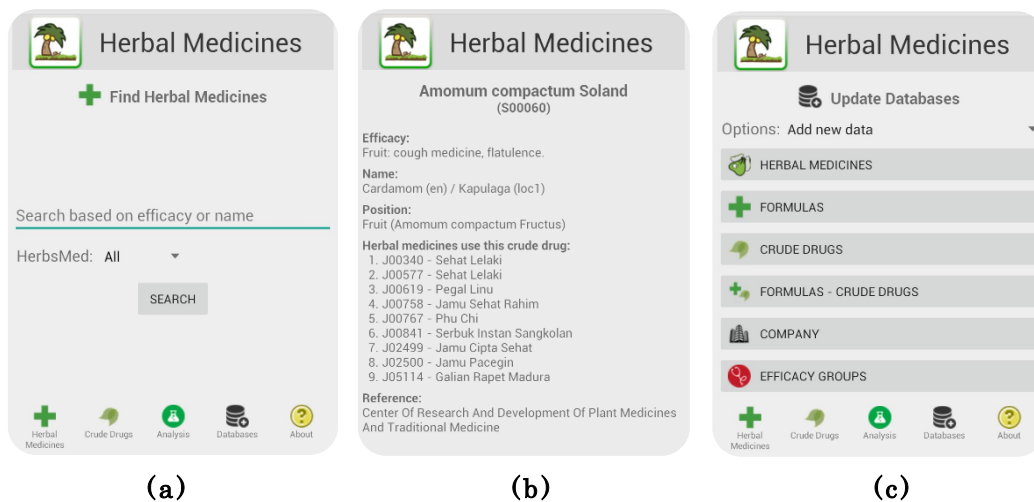 Herbal Medicines
Find Herbal Medicines
Search based on efficacy or name
HerbsMed: All
SEARCH
Herbal
Medicines
Crude Drugs
Analysis
Databases
?
About
(a)
Herbal Medicines
Amomum compactum Soland
(S00060)
Efficacy:
Fruit: cough medicine, flatulence.
Name:
Cardamom (en) / Kapulaga (loc1)
Position:
Fruit (Amomum compactum Fructus)
Herbal medicines use this crude drug:
1. J00340 - Sehat Lelaki
2. J00577 - Sehat Lelaki
3. J00619 - Pegal Linu
4. J00758 - Jamu Sehat Rahim
5. J00767 - Phu Chi
6. J00841 - Serbuk Instan Sangkolan
7. J02499 - Jamu Cipta Sehat
8. J02500 - Jamu Pacegin
9. J05114 - Galian Rapet Madura
Reference:
Center Of Research And Development Of Plant Medicines
And Traditional Medicine
(b)
Herbal Medicines
Update Databases
Options: Add new data
HERBAL MEDICINES
FORMULAS
CRUDE DRUGS
FORMULAS - CRUDE DRUGS
COMPANY
EFFICACY GROUPS
Herbal
Medicines
Crude Drugs
Analysis
Databases
?
About
(c)